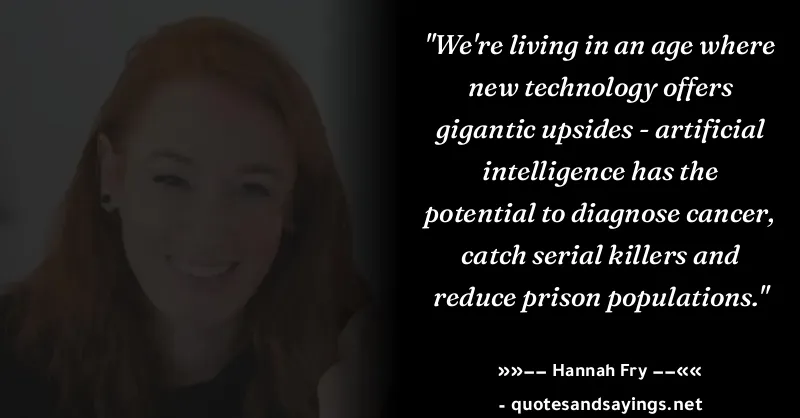 "We're living in an age where
new technology offers
gigantic upsides - artificial
intelligence has the
potential to diagnose cancer,
catch serial killers and
reduce prison populations."
»»–– Hannah Fry ––««
- quotesandsayings.net